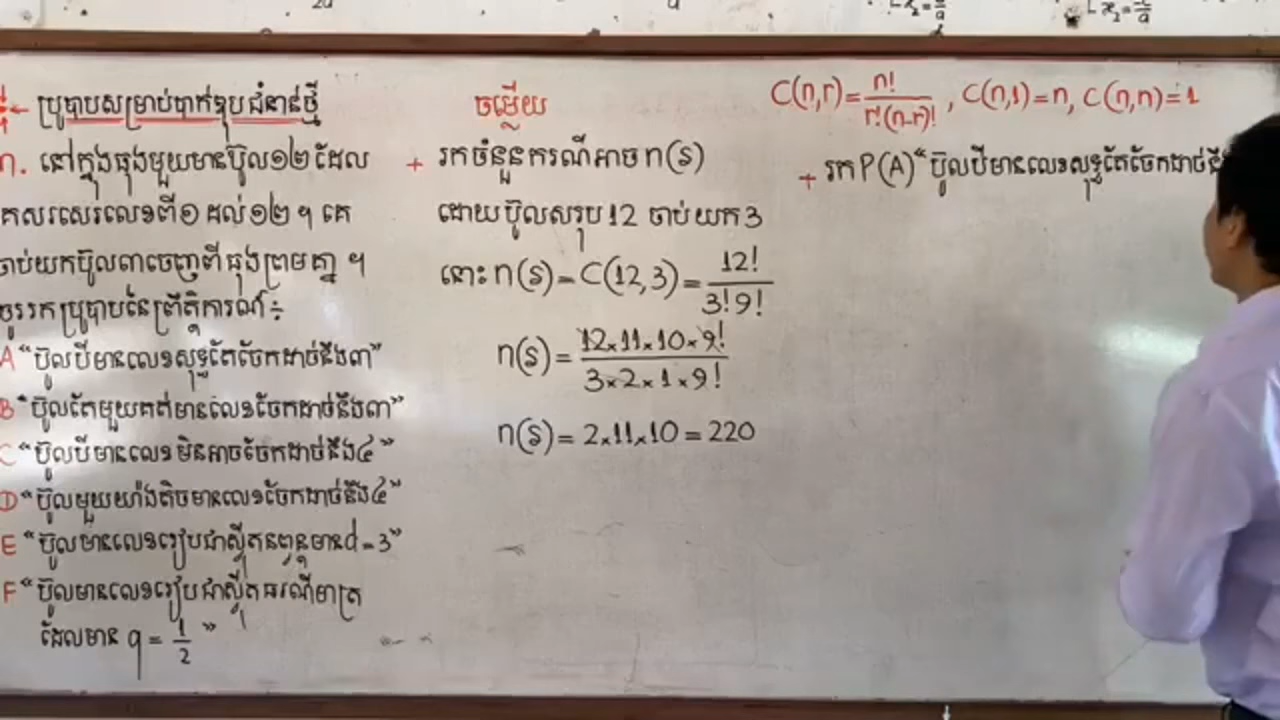 ប្រូបាបសម្រាប់បាក់ឌុបជំនាន់ថ្មី
ក. នៅក្នុងធុងមួយមានប៊ូល១២ ដែល
គេសរសេរលេខពី១ ដល់១២ ។ គេ
ចាប់យកប៊ូល៣ចេញពីធុងព្រមគ្នា ។
ចូររកប្រូបាបនៃព្រឹត្តិការណ៍ ÷
A “ប៊ូលបីមានលេខសុទ្ធតែចែកដាច់នឹង៣”
B “ប៊ូលតែមួយគត់មានលេខចែកដាច់នឹង៣”
C “ប៊ូលបីមានលេខមិនអាចចែកដាច់នឹង៤”
D “ប៊ូលមួយយ៉ាងតិចមានលេខចែកដាច់នឹង៤”
E “ប៊ូលមានលេខរៀបជាស្វ៊ីតនព្វន្តមានd=3”
F “ប៊ូលមានលេខរៀបជាស្វ៊ីតធរណីមាត្រ
ដែលមាន q = 1/2 ”
ចម្លើយ
+ រកចំនួនករណីអាច n(S)
ដោយប៊ូលសរុប12 ចាប់យក 3
នោះ n(S) = C(12,3) = 12!/3!9!
n(S) = 12×11×10×9!/3×2×1×9!
n(S) = 2×11×10 = 220
C(n,r) = n!/r!(n-r)! , C(n,1) = n, C(n,n) = 1
+ រក P(A) “ប៊ូលបីមានលេខសុទ្ធតែចែកដាច់នឹ